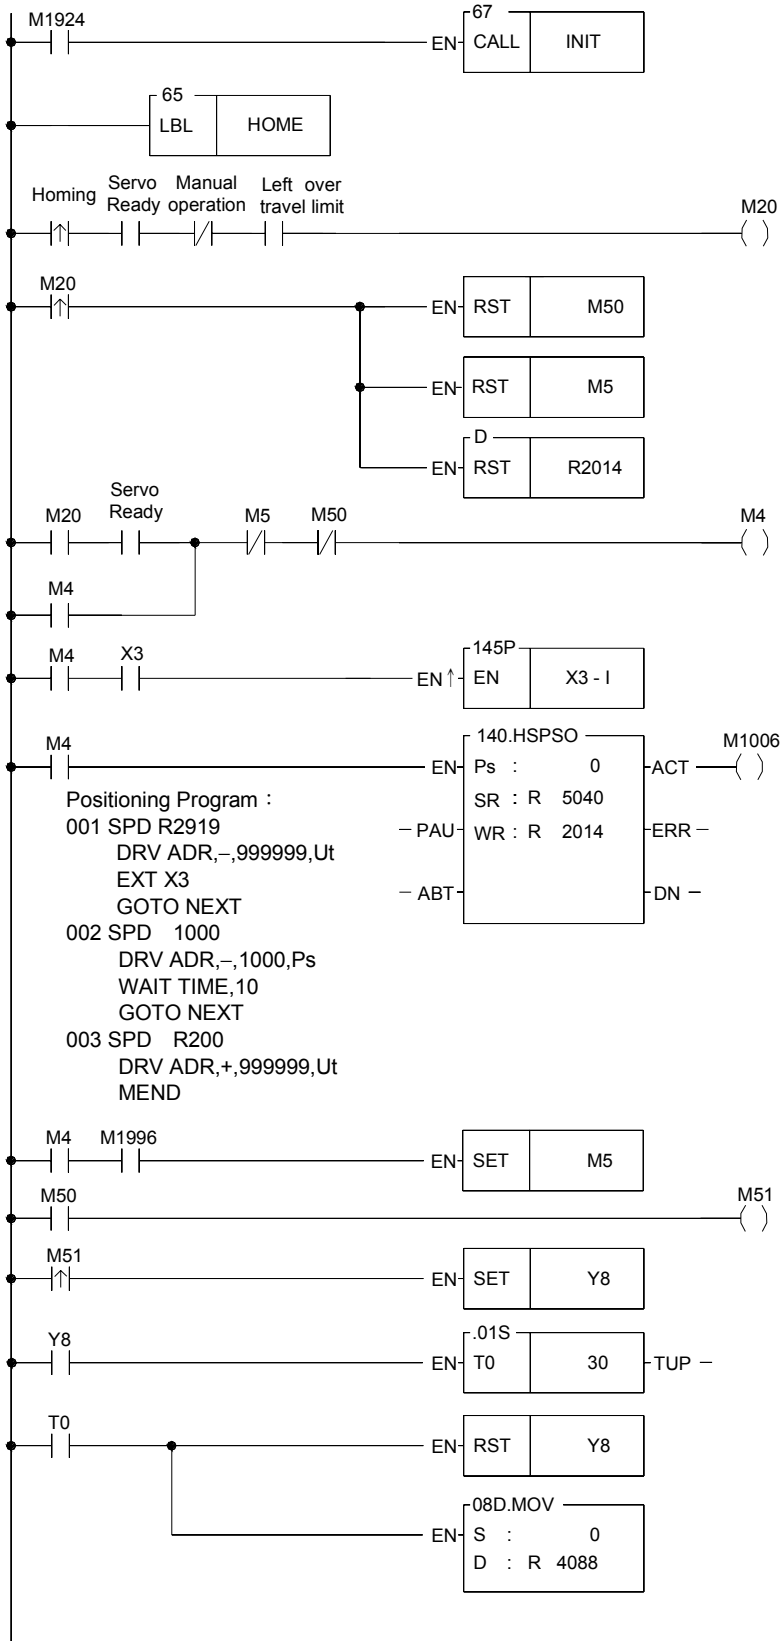 M1924
67
EN CALL INIT
65
LBL HOME
Homing Servo Ready Manual operation Left over travel limit M20
M20
EN RST M50
EN RST M5
D
EN RST R2014
M20 Servo Ready M5 M50 M4
M4
M4 X3
145P
EN↑ EN X3 - I
M4
140.HSPSO M1006
EN Ps : 0 ACT
SR : R 5040
PAU WR : R 2014 ERR
ABT DN
Positioning Program：
001 SPD R2919
DRV ADR,−,999999,Ut
EXT X3
GOTO NEXT
002 SPD 1000
DRV ADR,−,1000,Ps
WAIT TIME,10
GOTO NEXT
003 SPD R200
DRV ADR,+,999999,Ut
MEND
M4 M1996
EN SET M5
M50 M51
M51
EN SET Y8
Y8
.01S
EN T0 30 TUP
T0
EN RST Y8
08D.MOV
EN S : 0
D : R 4088